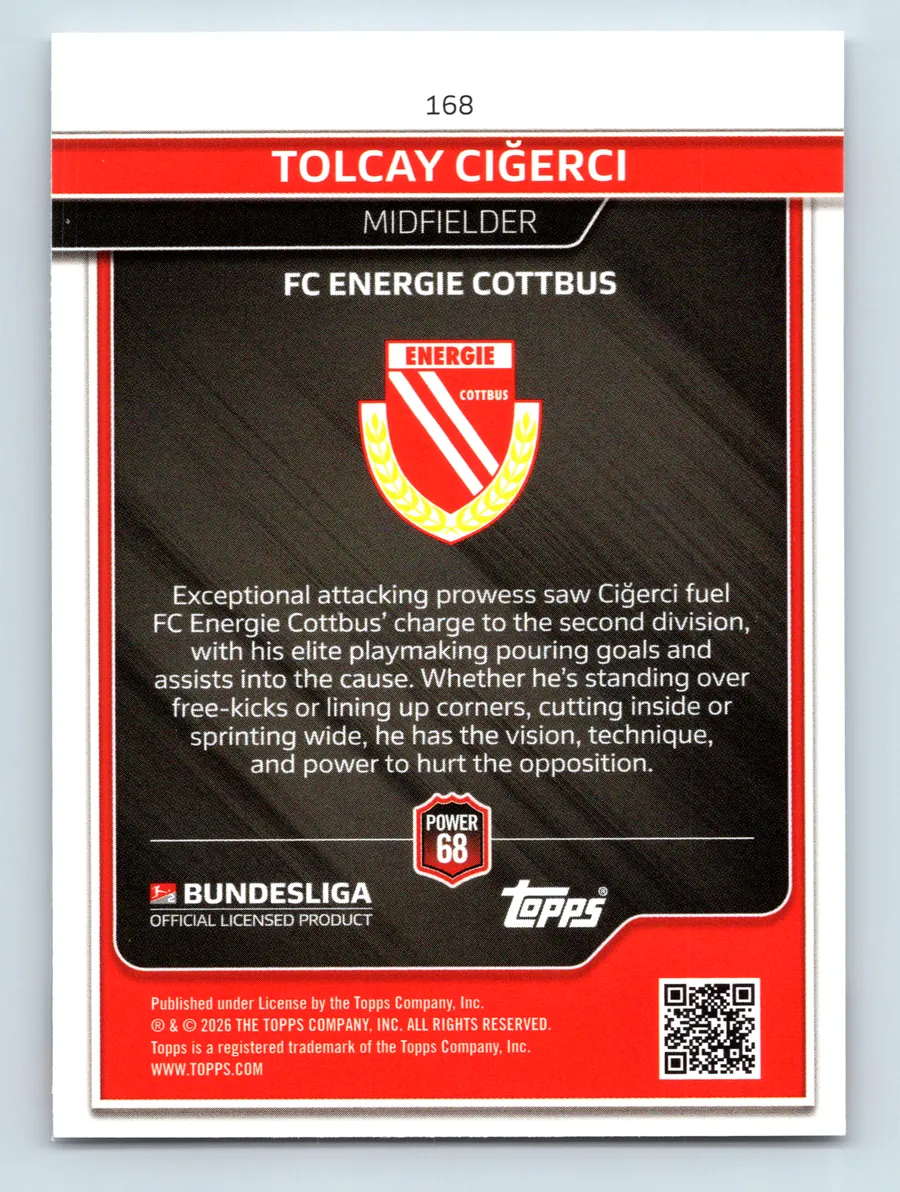 168
TOLCAY CIĞERCI
MIDFIELDER
FC ENERGIE COTTBUS
ENERGIE
COTTBUS
Exceptional attacking prowess saw Ciğerci fuel
FC Energie Cottbus' charge to the second division,
with his elite playmaking pouring goals and
assists into the cause. Whether he's standing over
free-kicks or lining up corners, cutting inside or
sprinting wide, he has the vision, technique,
and power to hurt the opposition.
POWER
68
2 BUNDESLIGA
OFFICIAL LICENSED PRODUCT
Topps®
Published under License by the Topps Company, Inc.
® & © 2026 THE TOPPS COMPANY, INC. ALL RIGHTS RESERVED.
Topps is a registered trademark of the Topps Company, Inc.
WWW.TOPPS.COM